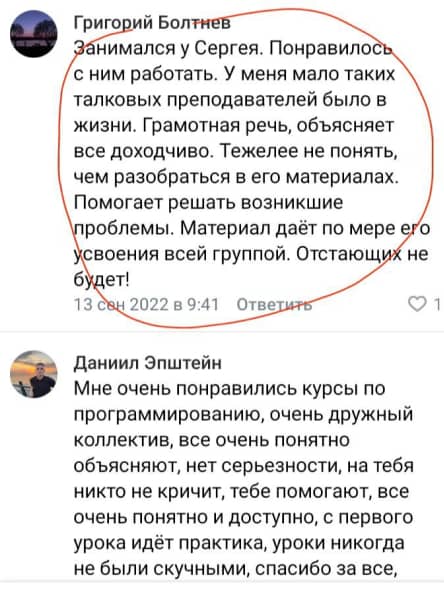 Григорий Болтнев
Занимался у Сергея. Понравилось
с ним работать. У меня мало таких
талковых преподавателей было в
жизни. Грамотная речь, объясняет
все доходчиво. Тежелее не понять,
чем разобраться в его материалах.
Помогает решать возникшие
проблемы. Материал даёт по мере его
усвоения всей группой. Отстающих не
будет!
13 сен 2022 в 9:41 Ответить 1
Даниил Эпштейн
Мне очень понравились курсы по
программированию, очень дружный
коллектив, все очень понятно
объясняют, нет серьезности, на тебя
никто не кричит, тебе помогают, все
очень понятно и доступно, с первого
урока идёт практика, уроки никогда
не были скучными, спасибо за все,